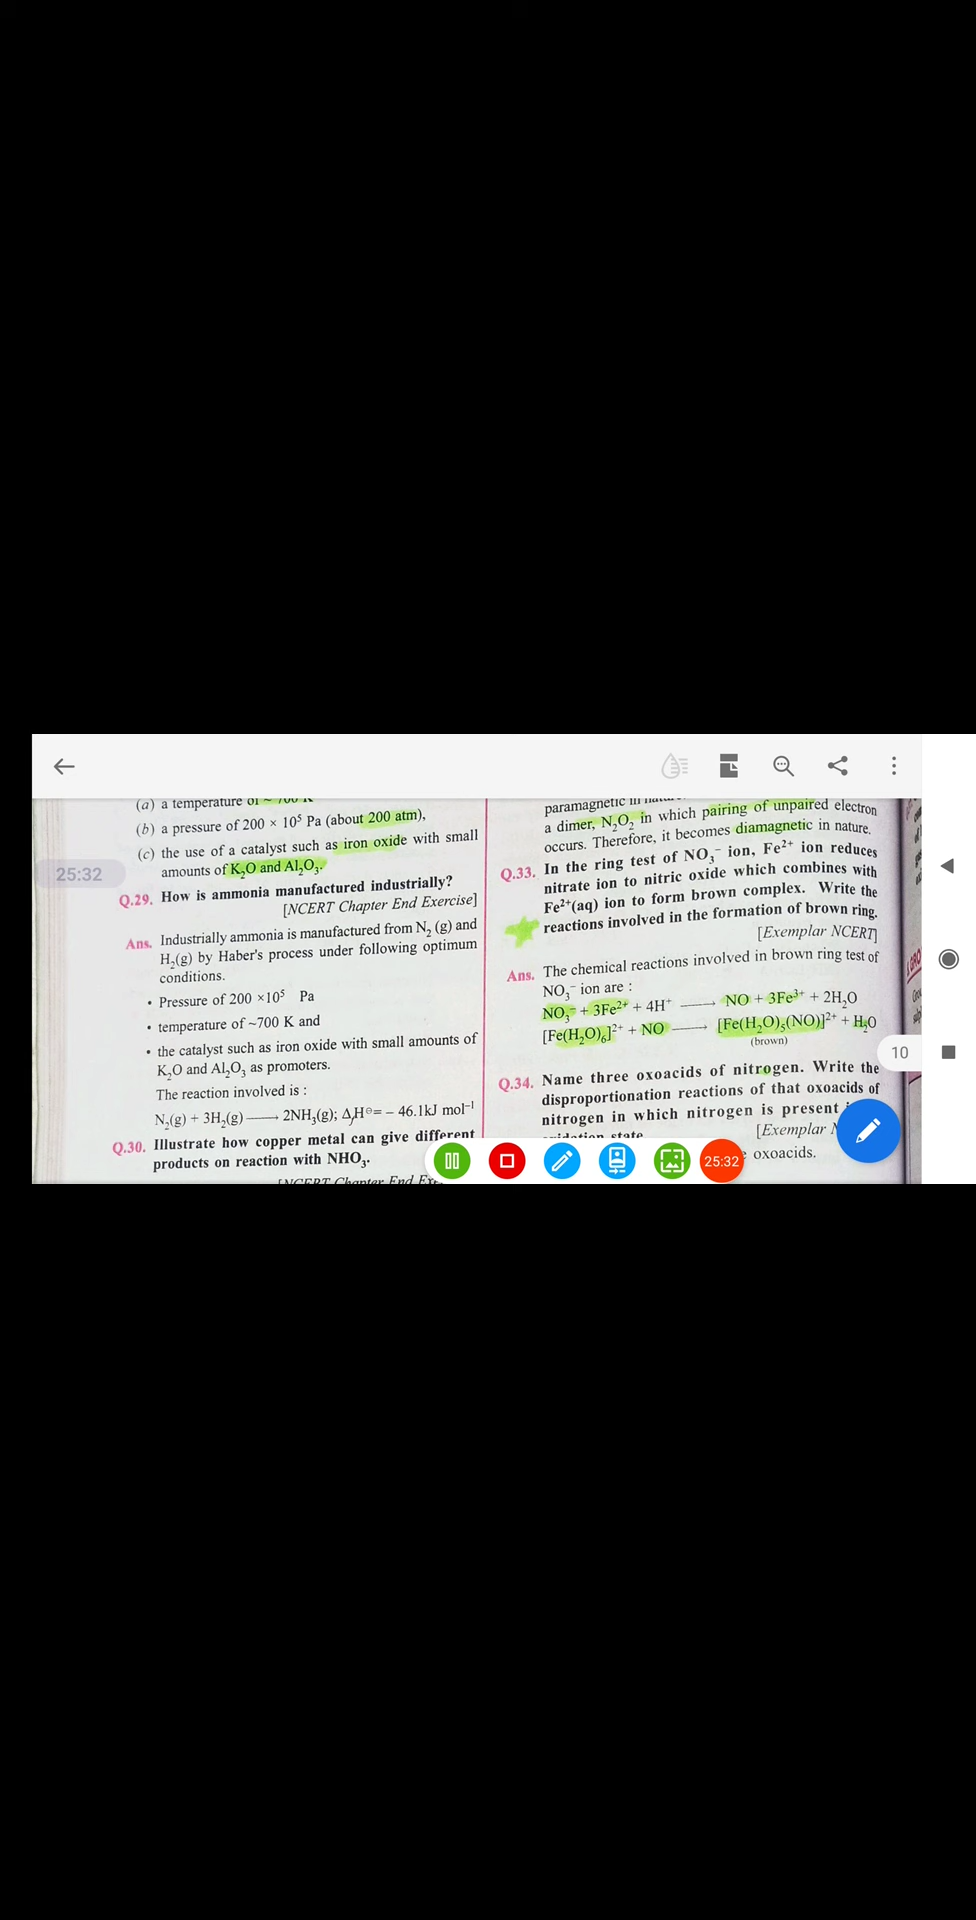 (a) a temperature of ~ 700 K
(b) a pressure of 200 × 10⁵ Pa (about 200 atm),
(c) the use of a catalyst such as iron oxide with small
amounts of K₂O and Al₂O₃.
25:32
Q.29. How is ammonia manufactured industrially?
[NCERT Chapter End Exercise]
Ans. Industrially ammonia is manufactured from N₂ (g) and
H₂(g) by Haber's process under following optimum
conditions.
• Pressure of 200 ×10⁵ Pa
• temperature of ~700 K and
• the catalyst such as iron oxide with small amounts of
K₂O and Al₂O₃ as promoters.
The reaction involved is :
N₂(g) + 3H₂(g) ⟶ 2NH₃(g); ΔfH⊖ = – 46.1kJ mol⁻¹
Q.30. Illustrate how copper metal can give different
products on reaction with NHO₃.
[NCERT Chapter End
paramagnetic in
a dimer, N₂O₂ in which pairing of unpaired electron
occurs. Therefore, it becomes diamagnetic in nature.
Q.33. In the ring test of NO₃⁻ ion, Fe²⁺ ion reduces
nitrate ion to nitric oxide which combines with
Fe²⁺(aq) ion to form brown complex. Write the
reactions involved in the formation of brown ring.
[Exemplar NCERT]
Ans. The chemical reactions involved in brown ring test of
NO₃⁻ ion are :
NO₃⁻ + 3Fe²⁺ + 4H⁺ ⟶ NO + 3Fe³⁺ + 2H₂O
[Fe(H₂O)₆]²⁺ + NO ⟶ [Fe(H₂O)₅(NO)]²⁺ + H₂O
(brown)
10
Q.34. Name three oxoacids of nitrogen. Write the
disproportionation reactions of that oxoacids of
nitrogen in which nitrogen is present
[Exemplar
state
oxoacids.
25:32